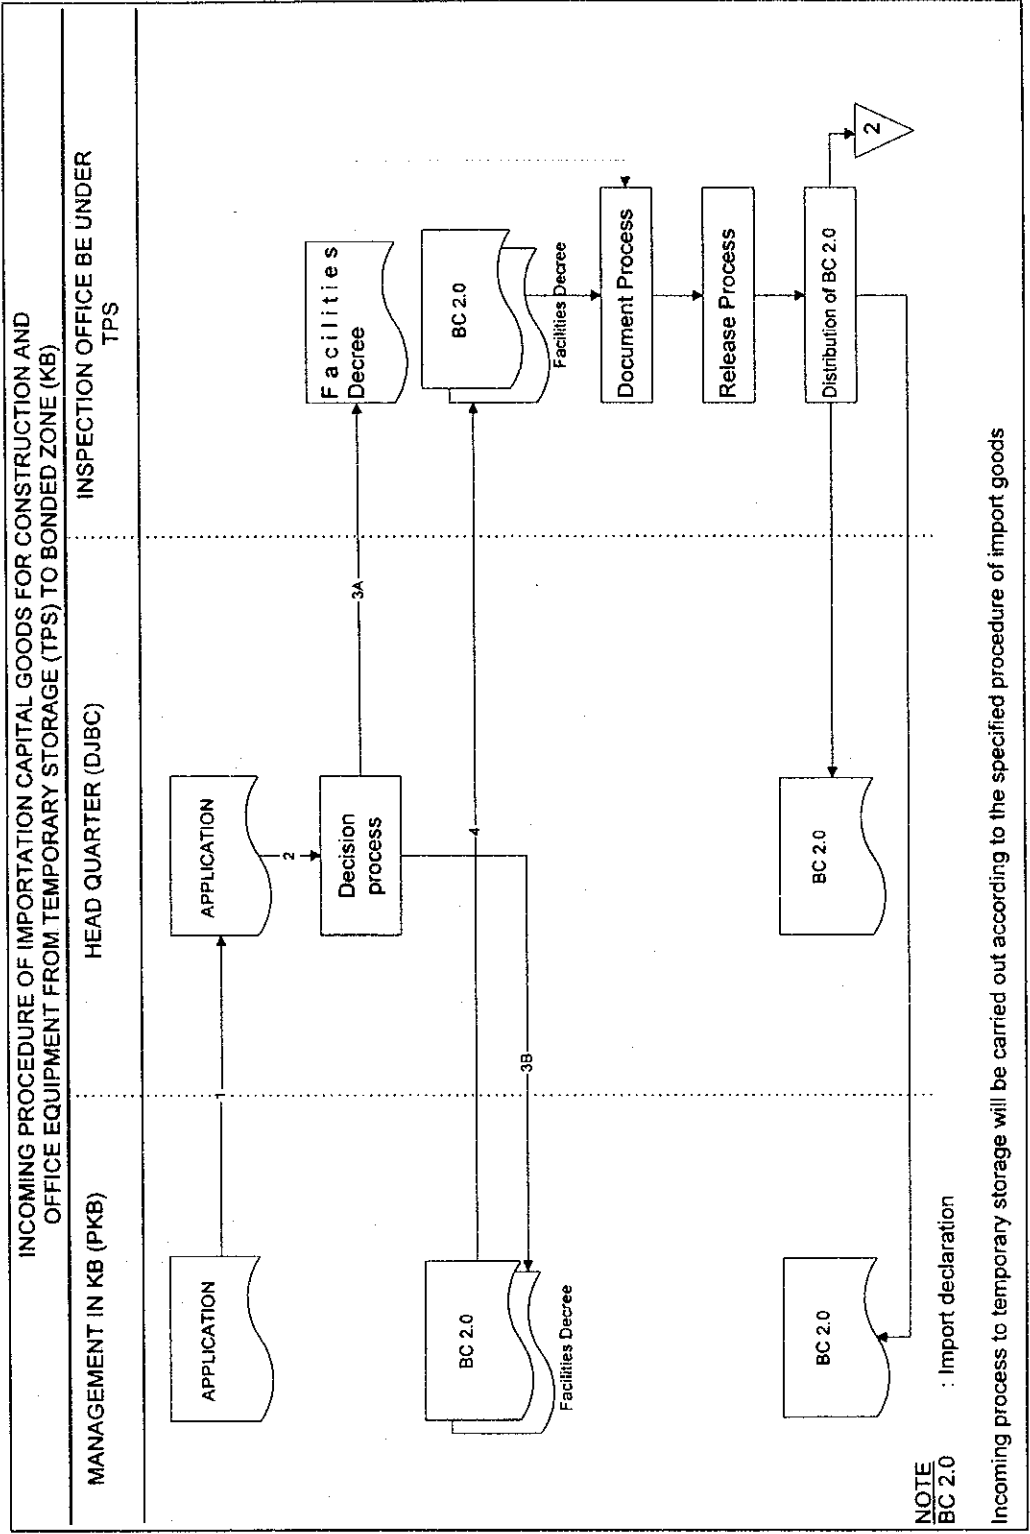 INCOMING PROCEDURE OF IMPORTATION CAPITAL GOODS FOR CONSTRUCTION AND
OFFICE EQUIPMENT FROM TEMPORARY STORAGE (TPS) TO BONDED ZONE (KB)
MANAGEMENT IN KB (PKB)
HEAD QUARTER (DJBC)
INSPECTION OFFICE BE UNDER
TPS
APPLICATION
1
APPLICATION
2
Decision
process
3A
Facilities
Decree
3B
BC 2.0
Facilities Decree
4
BC 2.0
Facilities Decree
Document Process
Release Process
Distribution of BC 2.0
2
BC 2.0
BC 2.0
NOTE
BC 2.0 : Import declaration
Incoming process to temporary storage will be carried out according to the specified procedure of import goods